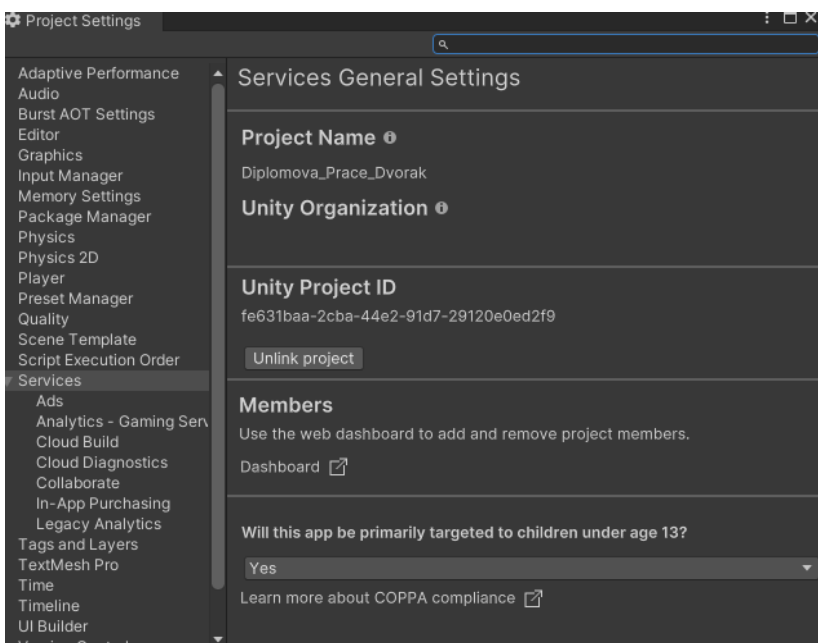 Project Settings
Adaptive Performance
Audio
Burst AOT Settings
Editor
Graphics
Input Manager
Memory Settings
Package Manager
Physics
Physics 2D
Player
Preset Manager
Quality
Scene Template
Script Execution Order
Services
Ads
Analytics - Gaming Serv
Cloud Build
Cloud Diagnostics
Collaborate
In-App Purchasing
Legacy Analytics
Tags and Layers
TextMesh Pro
Time
Timeline
UI Builder
Services General Settings
Project Name
Diplomova_Prace_Dvorak
Unity Organization
Unity Project ID
fe631baa-2cba-44e2-91d7-29120e0ed2f9
Unlink project
Members
Use the web dashboard to add and remove project members.
Dashboard
Will this app be primarily targeted to children under age 13?
Yes
Learn more about COPPA compliance